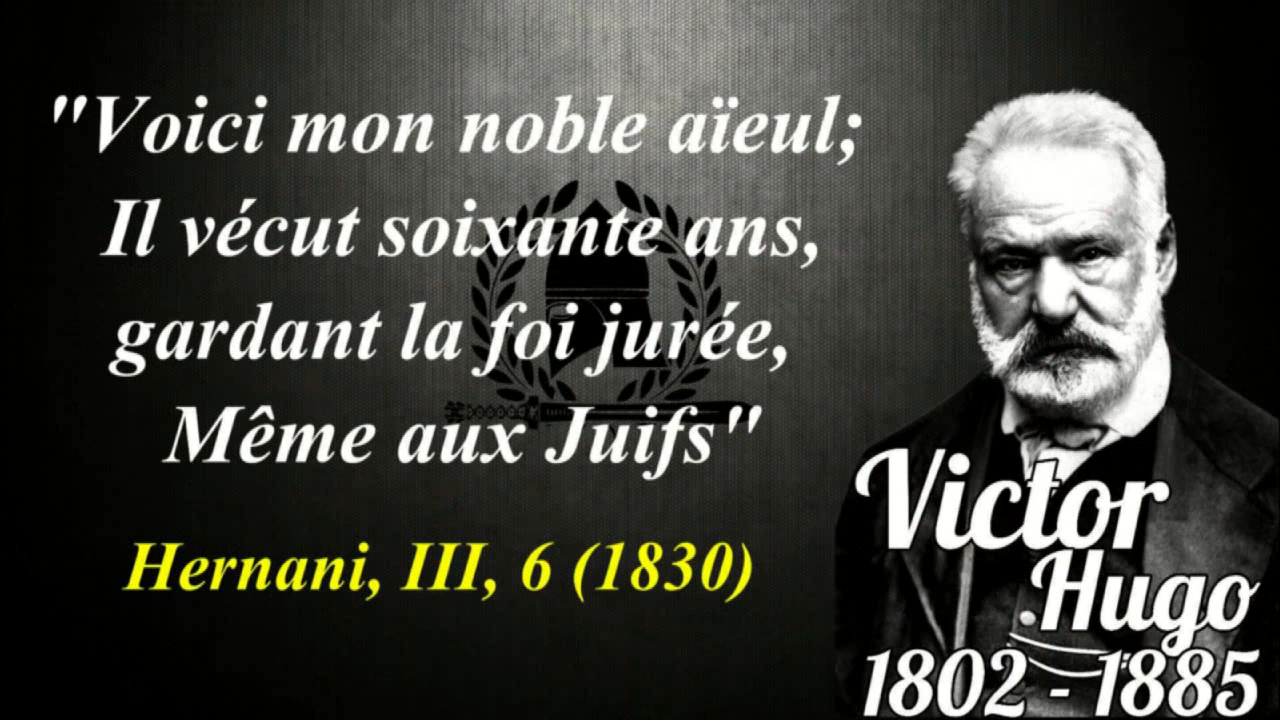 "Voici mon noble aïeul;
Il vécut soixante ans,
gardant la foi jurée,
Même aux Juifs"
Hernani, III, 6 (1830)
Victor
Hugo
1802 - 1885